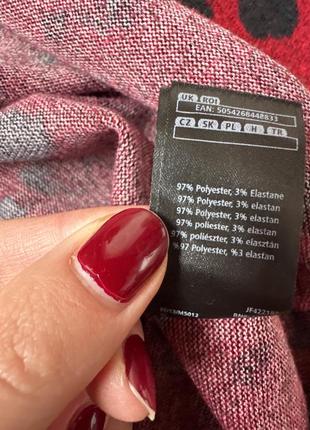 UK ROI
EAN: 5054268448833
CZ SK PL H TR
97% Polyester, 3% Elastane
97% Polyester, 3% elastan
97% Polyester, 3% elastan
97% Poliester, 3% elastan
97% poliészter, 3% elasztán
%97 Polyester, %3 elastan